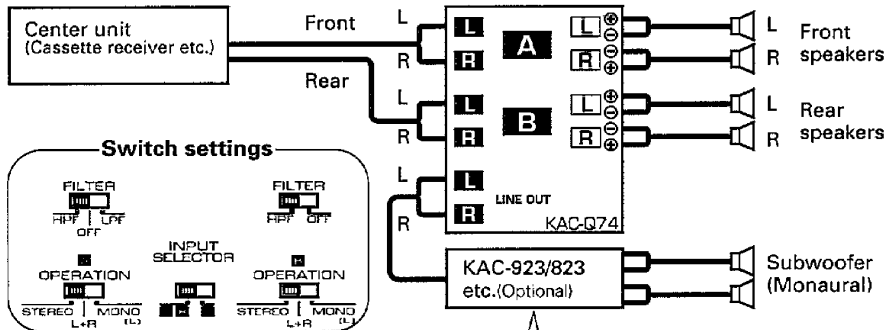 Center unit
(Cassette receiver etc.)
Front
Rear
L
R
L
R
L
R
L
R
A
L
R
L
R
B
L
R
L
R
LINE OUT
KAC-Q74
L
R
Front
speakers
L
R
Rear
speakers
KAC-923/823
etc.(Optional)
Subwoofer
(Monaural)
Switch settings
FILTER
HPF
LPF
OFF
FILTER
HPF
OFF
INPUT
SELECTOR
OPERATION
STEREO
MONO
(L)
L+R
OPERATION
STEREO
MONO
(L)
L+R